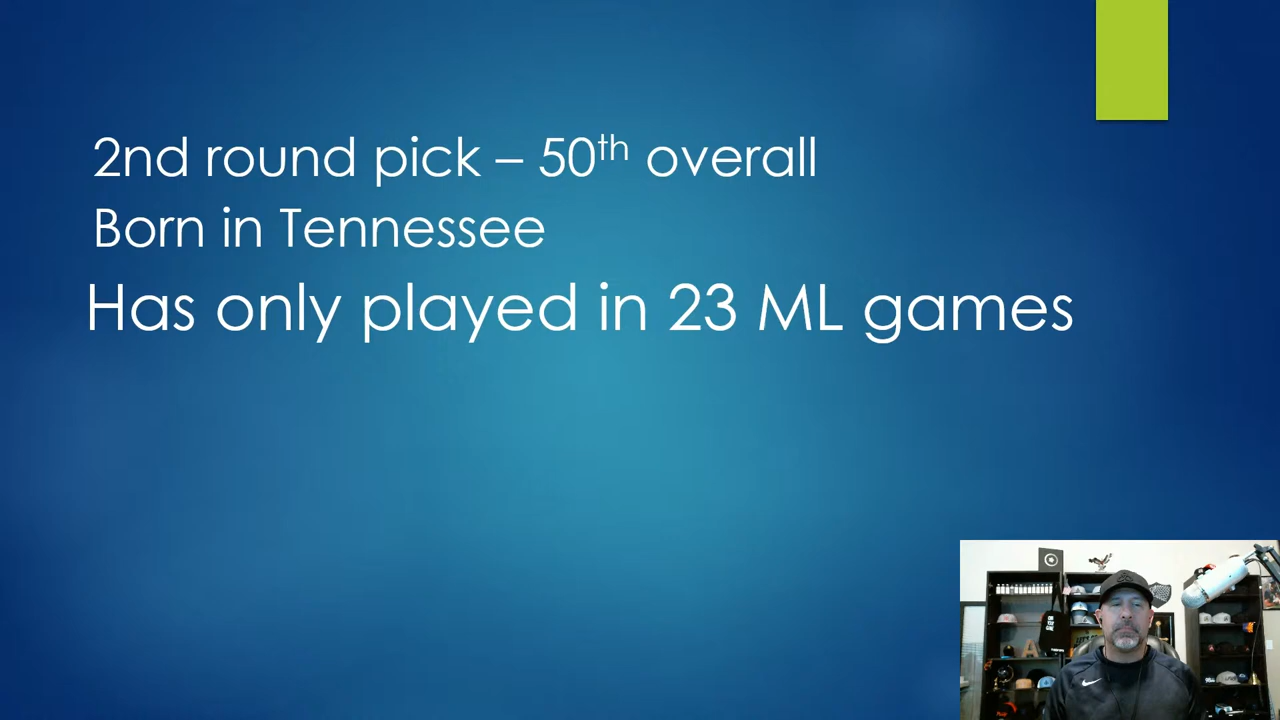 2nd round pick – 50th overall
Born in Tennessee
Has only played in 23 ML games
A